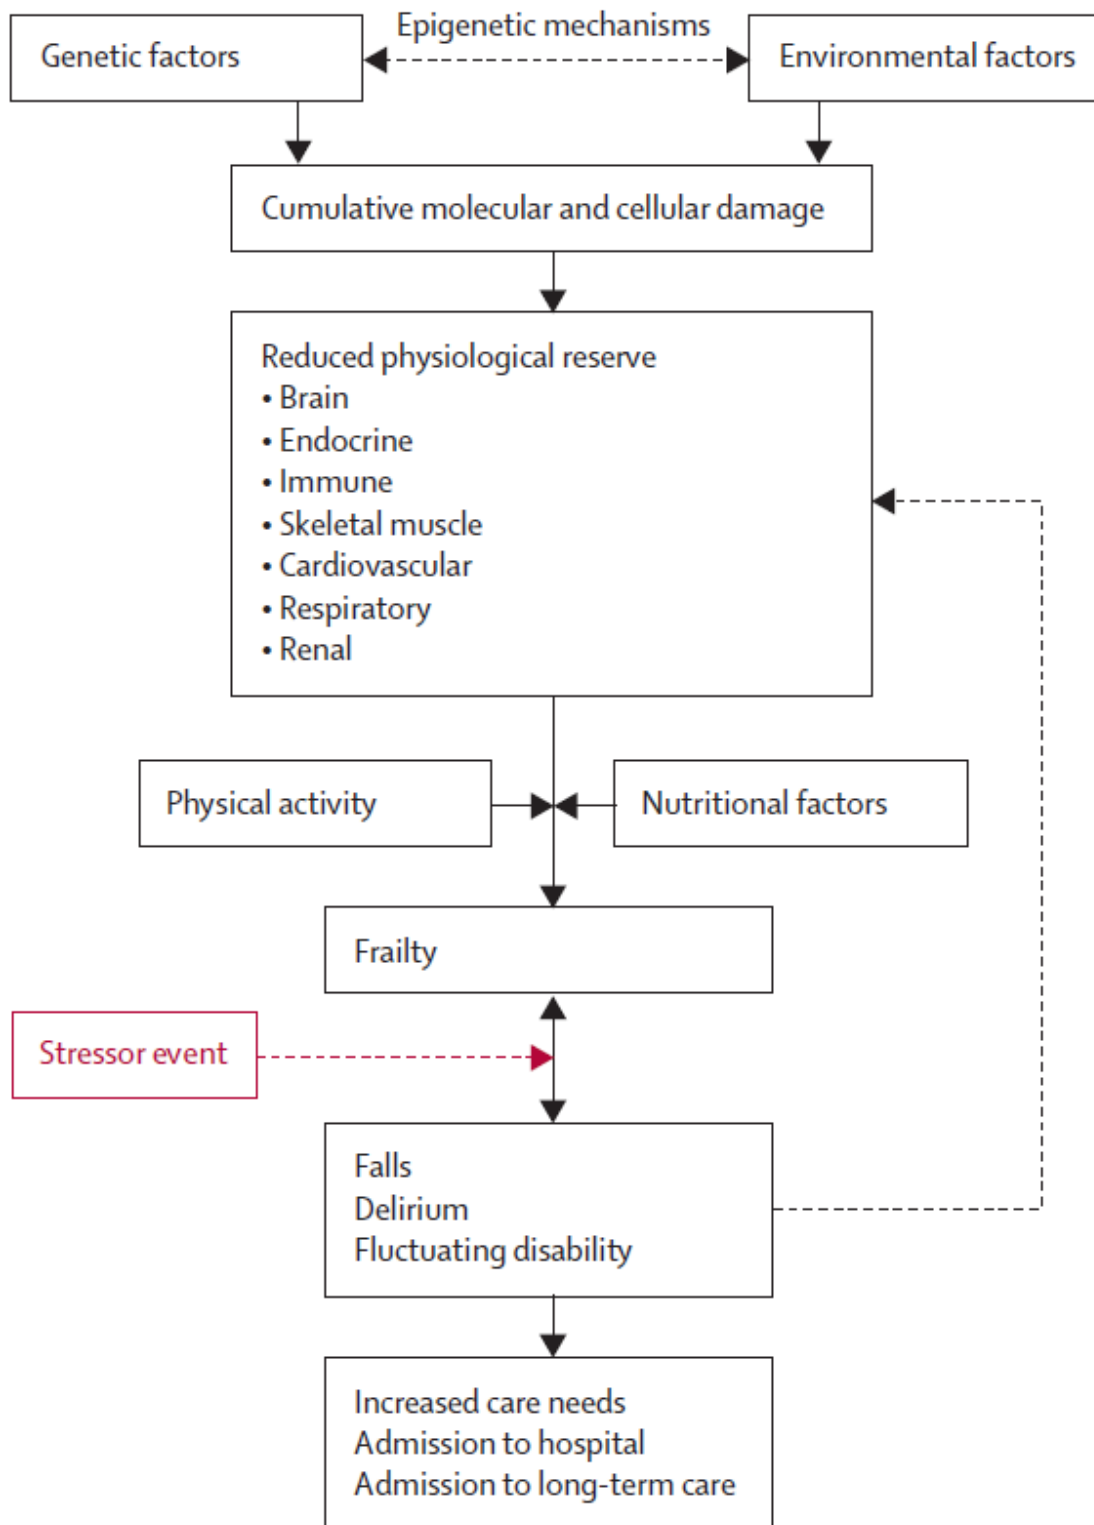 Epigenetic mechanisms
Genetic factors
Environmental factors
Cumulative molecular and cellular damage
Reduced physiological reserve
• Brain
• Endocrine
• Immune
• Skeletal muscle
• Cardiovascular
• Respiratory
• Renal
Physical activity
Nutritional factors
Frailty
Stressor event
Falls
Delirium
Fluctuating disability
Increased care needs
Admission to hospital
Admission to long-term care